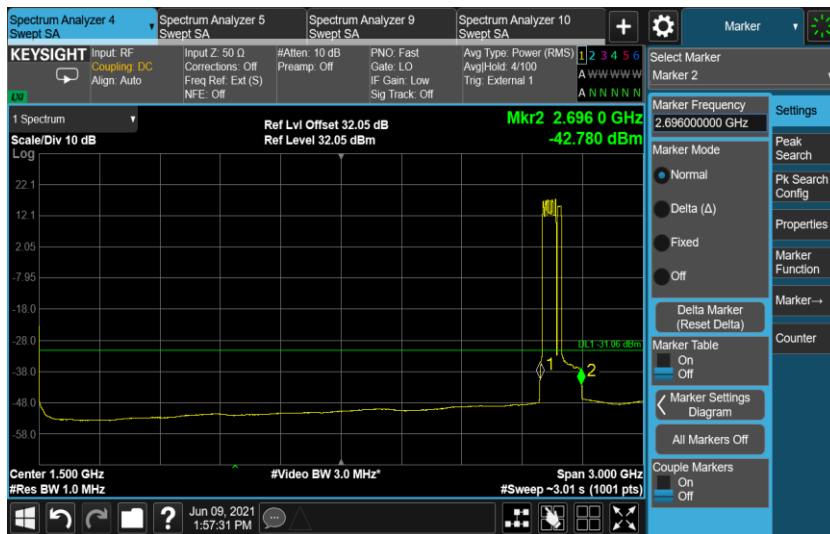 Spectrum Analyzer 4
Swept SA
Spectrum Analyzer 5
Swept SA
Spectrum Analyzer 9
Swept SA
Spectrum Analyzer 10
Swept SA
+
Marker
KEYSIGHT
Input: RF
Coupling: DC
Align: Auto
Input Z: 50 Ω
Corrections: Off
Freq Ref: Ext (S)
NFE: Off
#Atten: 10 dB
Preamp: Off
PNO: Fast
Gate: LO
IF Gain: Low
Sig Track: Off
Avg Type: Power (RMS)
Avg|Hold: 4/100
Trig: External 1
1 2 3 4 5 6
A W W W W W
A N N N N N
LXI
Select Marker
Marker 2
1 Spectrum
Scale/Div 10 dB
Log
Ref Lvl Offset 32.05 dB
Ref Level 32.05 dBm
Mkr2 2.696 0 GHz
-42.780 dBm
22.1
12.1
2.05
-7.95
-18.0
-28.0
-38.0
-48.0
-58.0
DL1 -31.06 dBm
1
2
Center 1.500 GHz
#Res BW 1.0 MHz
#Video BW 3.0 MHz*
Span 3.000 GHz
#Sweep ~3.01 s (1001 pts)
Marker Frequency
2.696000000 GHz
Marker Mode
Normal
Delta (Δ)
Fixed
Off
Delta Marker
(Reset Delta)
Marker Table
On
Off
Marker Settings
Diagram
All Markers Off
Couple Markers
On
Off
Settings
Peak
Search
Pk Search
Config
Properties
Marker
Function
Marker→
Counter
?
Jun 09, 2021
1:57:31 PM